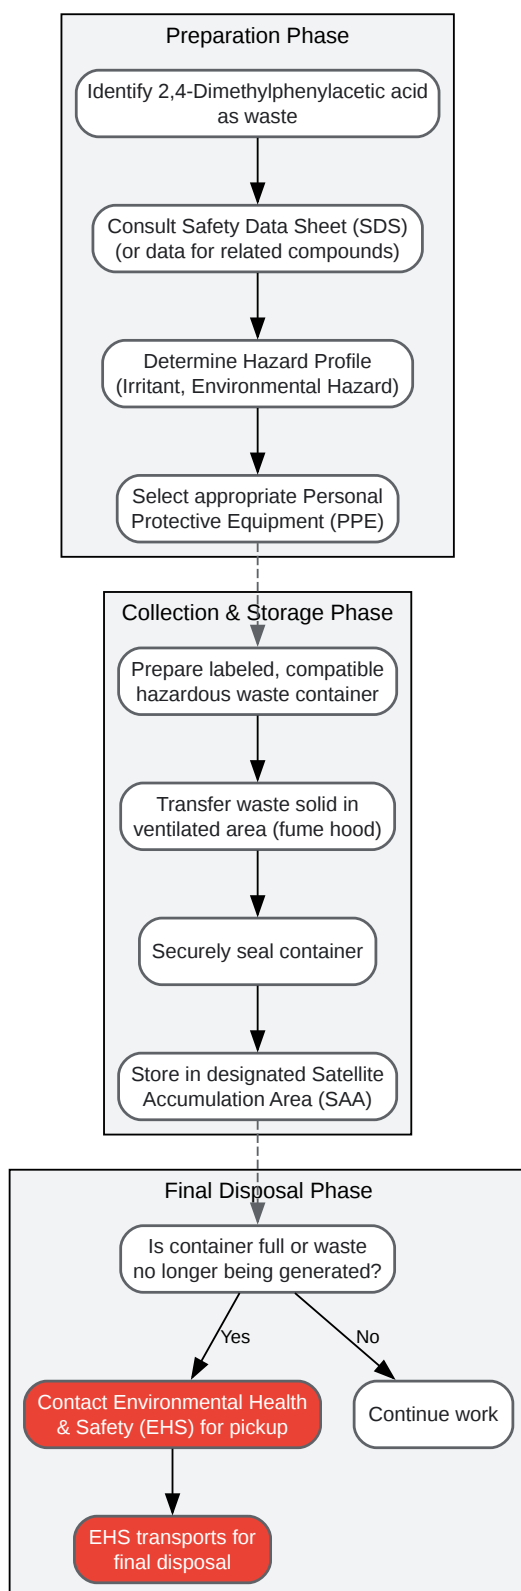 Preparation Phase
Identify 2,4-Dimethylphenylacetic acid
as waste
Consult Safety Data Sheet (SDS)
(or data for related compounds)
Determine Hazard Profile
(Irritant, Environmental Hazard)
Select appropriate Personal
Protective Equipment (PPE)
Collection & Storage Phase
Prepare labeled, compatible
hazardous waste container
Transfer waste solid in
ventilated area (fume hood)
Securely seal container
Store in designated Satellite
Accumulation Area (SAA)
Final Disposal Phase
Is container full or waste
no longer being generated?
Yes
No
Contact Environmental Health
& Safety (EHS) for pickup
Continue work
EHS transports for
final disposal